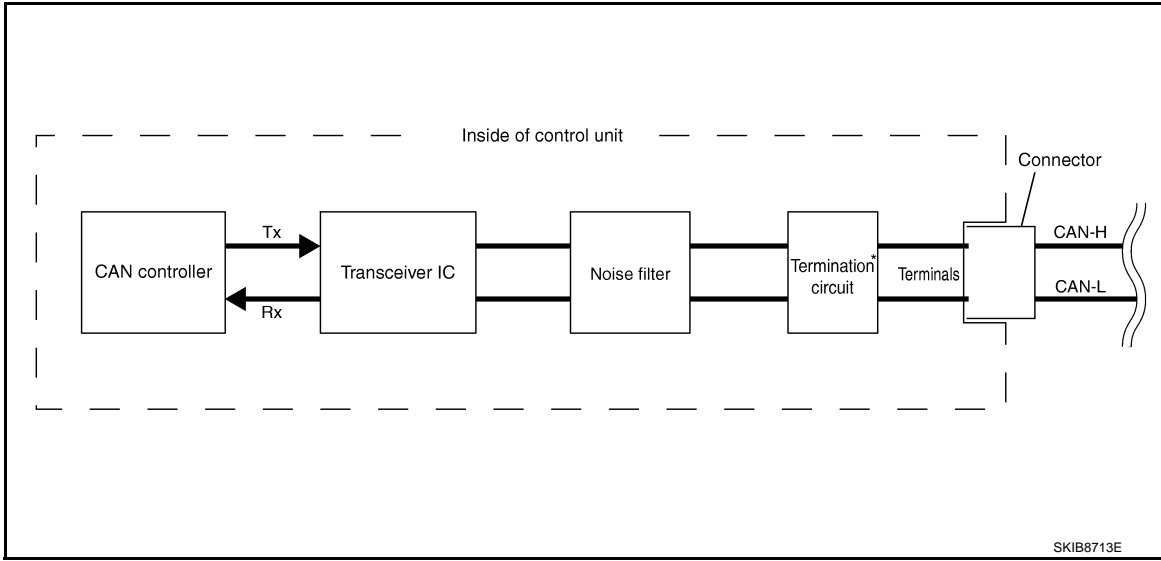 Inside of control unit
Connector
Tx
CAN-H
CAN controller
Transceiver IC
Noise filter
Termination*
circuit
Terminals
CAN-L
Rx
SKIB8713E